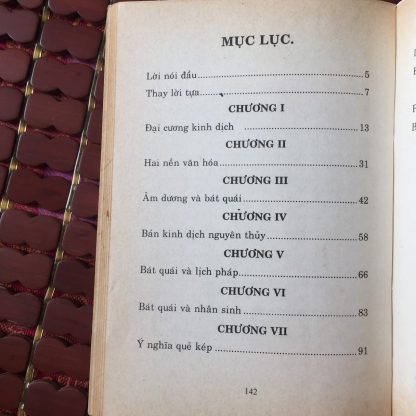 MỤC LỤC.
Lời nói đầu.......................................................5
Thay lời tựa......................................................7
CHƯƠNG I
Đại cương kinh dịch ...................................13
CHƯƠNG II
Hai nền văn hóa..........................................31
CHƯƠNG III
Âm dương và bát quái................................42
CHƯƠNG IV
Bán kinh dịch nguyên thủy.........................58
CHƯƠNG V
Bát quái và lịch pháp.................................66
CHƯƠNG VI
Bát quái và nhân sinh................................83
CHƯƠNG VII
Ý nghĩa quẻ kép.........................................91
142